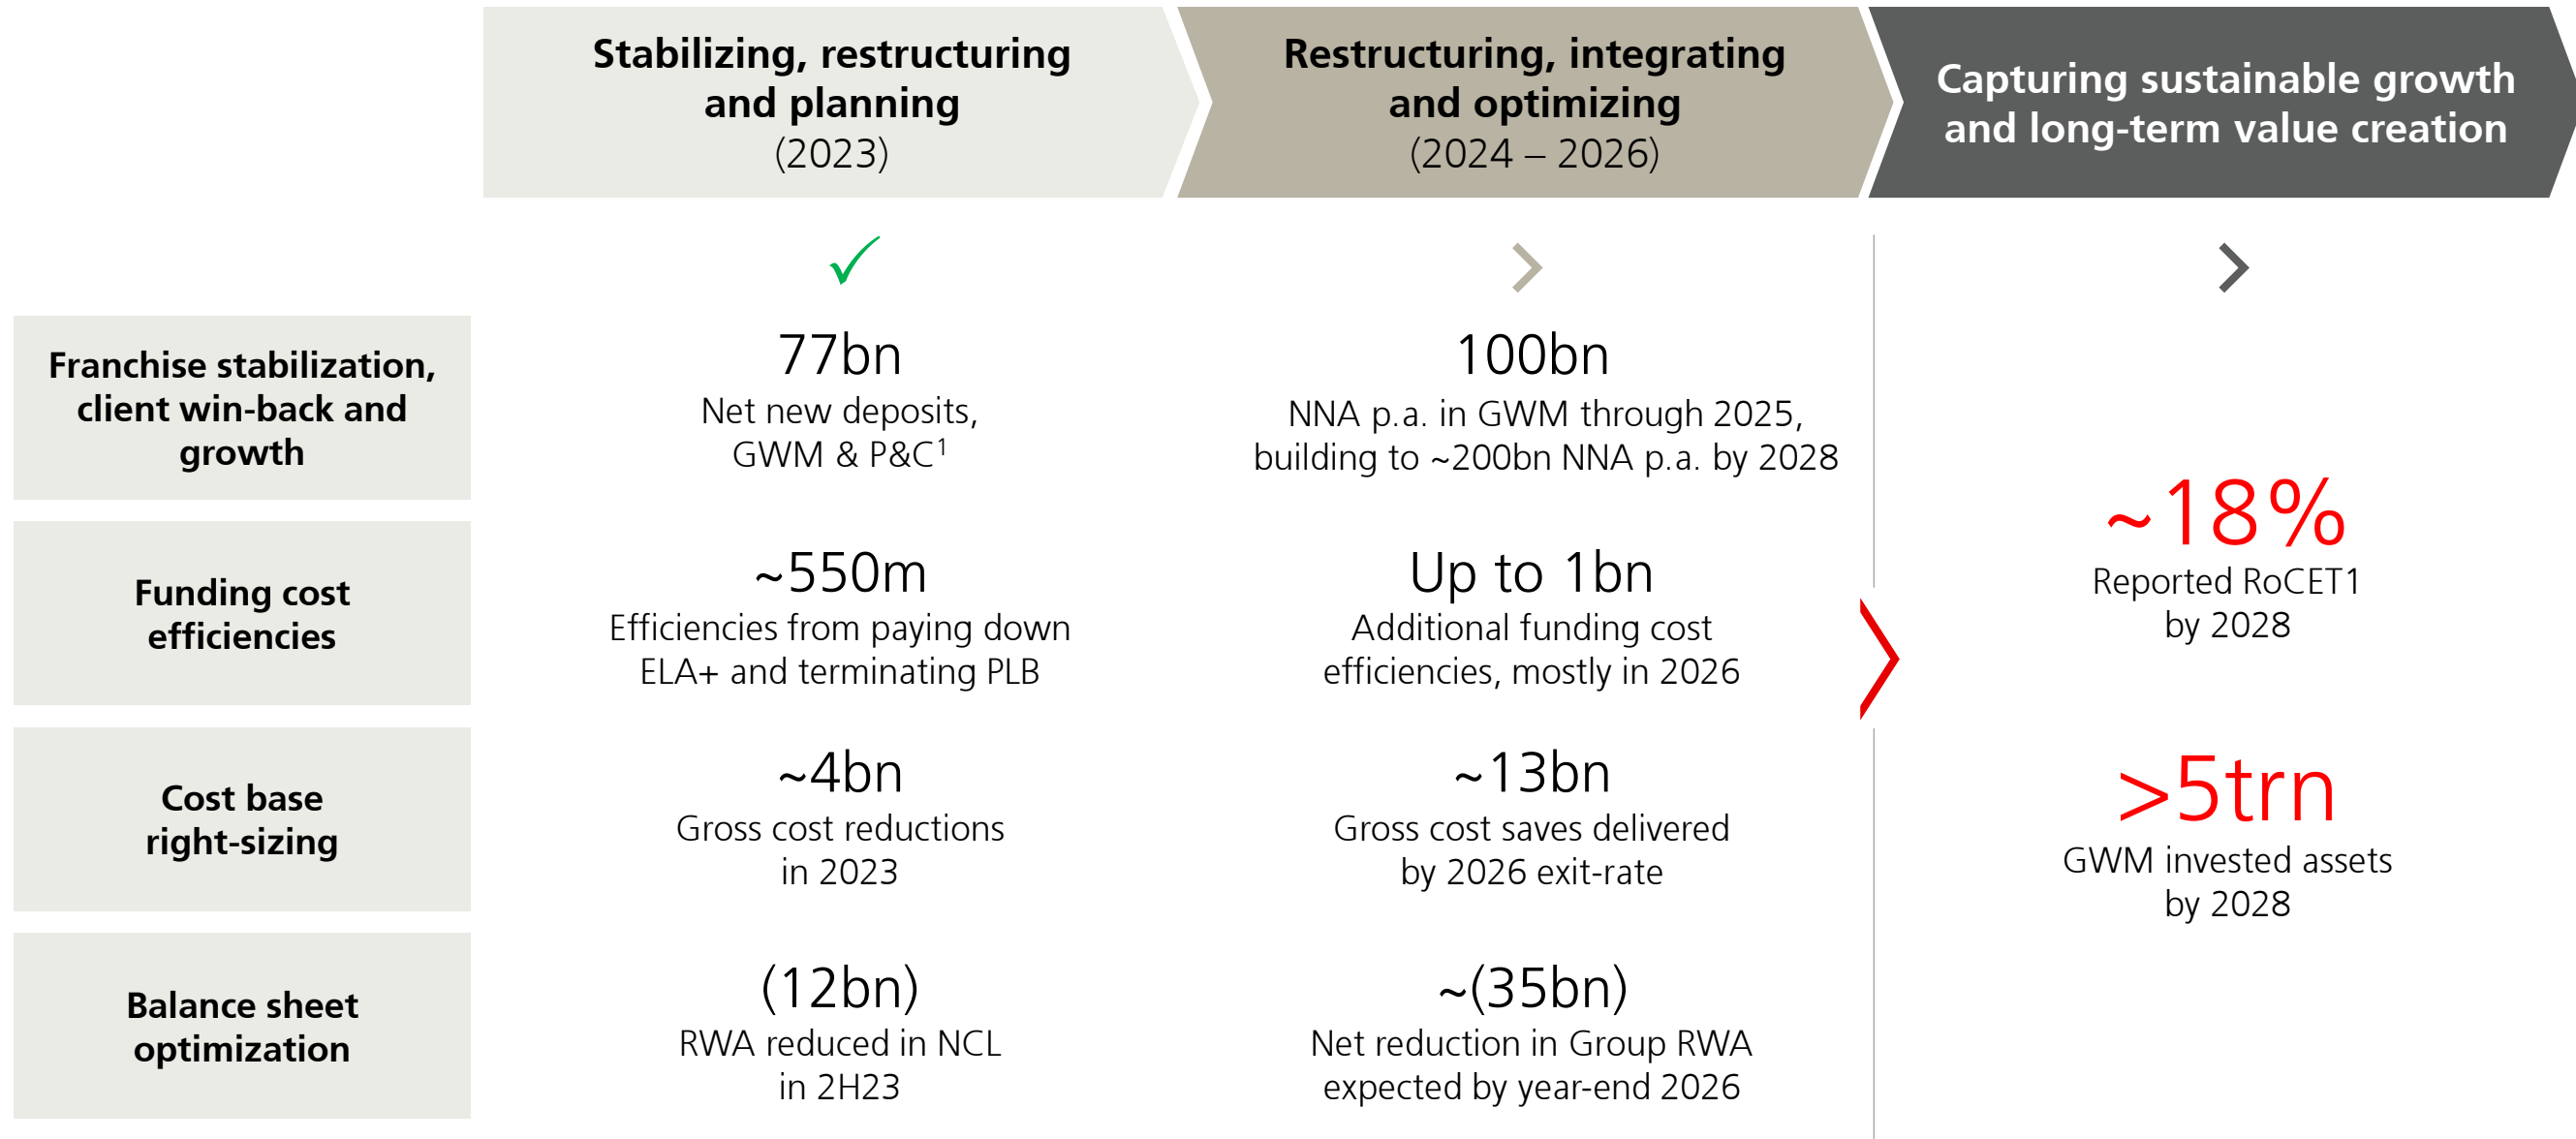 Stabilizing, restructuring
and planning
(2023)
Restructuring, integrating
and optimizing
(2024 – 2026)
Capturing sustainable growth
and long-term value creation
Franchise stabilization,
client win-back and
growth
77bn
Net new deposits,
GWM & P&C¹
100bn
NNA p.a. in GWM through 2025,
building to ~200bn NNA p.a. by 2028
Funding cost
efficiencies
~550m
Efficiencies from paying down
ELA+ and terminating PLB
Up to 1bn
Additional funding cost
efficiencies, mostly in 2026
Cost base
right-sizing
~4bn
Gross cost reductions
in 2023
~13bn
Gross cost saves delivered
by 2026 exit-rate
Balance sheet
optimization
(12bn)
RWA reduced in NCL
in 2H23
~(35bn)
Net reduction in Group RWA
expected by year-end 2026
~18%
Reported RoCET1
by 2028
>5trn
GWM invested assets
by 2028